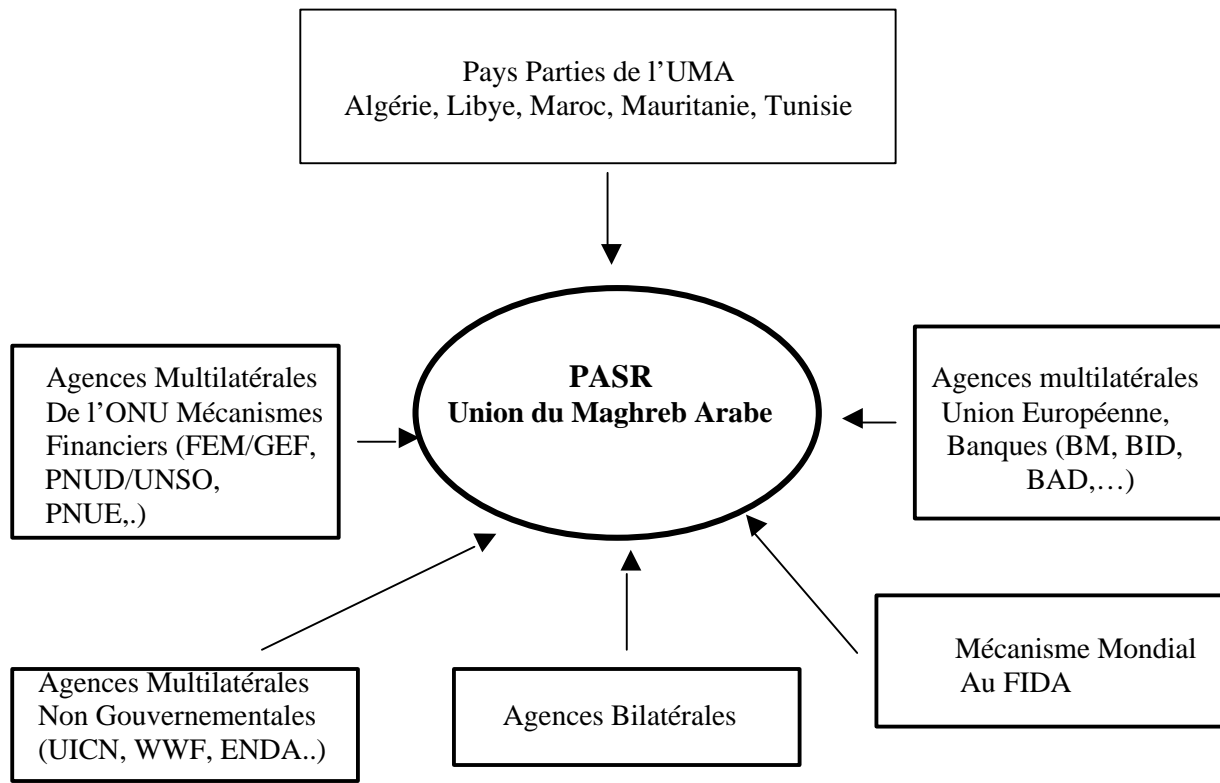 Pays Parties de l’UMA
Algérie, Libye, Maroc, Mauritanie, Tunisie
PASR
Union du Maghreb Arabe
Agences Multilatérales
De l’ONU Mécanismes
Financiers (FEM/GEF,
PNUD/UNSO,
PNUE,.)
Agences multilatérales
Union Européenne,
Banques (BM, BID,
BAD,…)
Agences Multilatérales
Non Gouvernementales
(UICN, WWF, ENDA..)
Agences Bilatérales
Mécanisme Mondial
Au FIDA